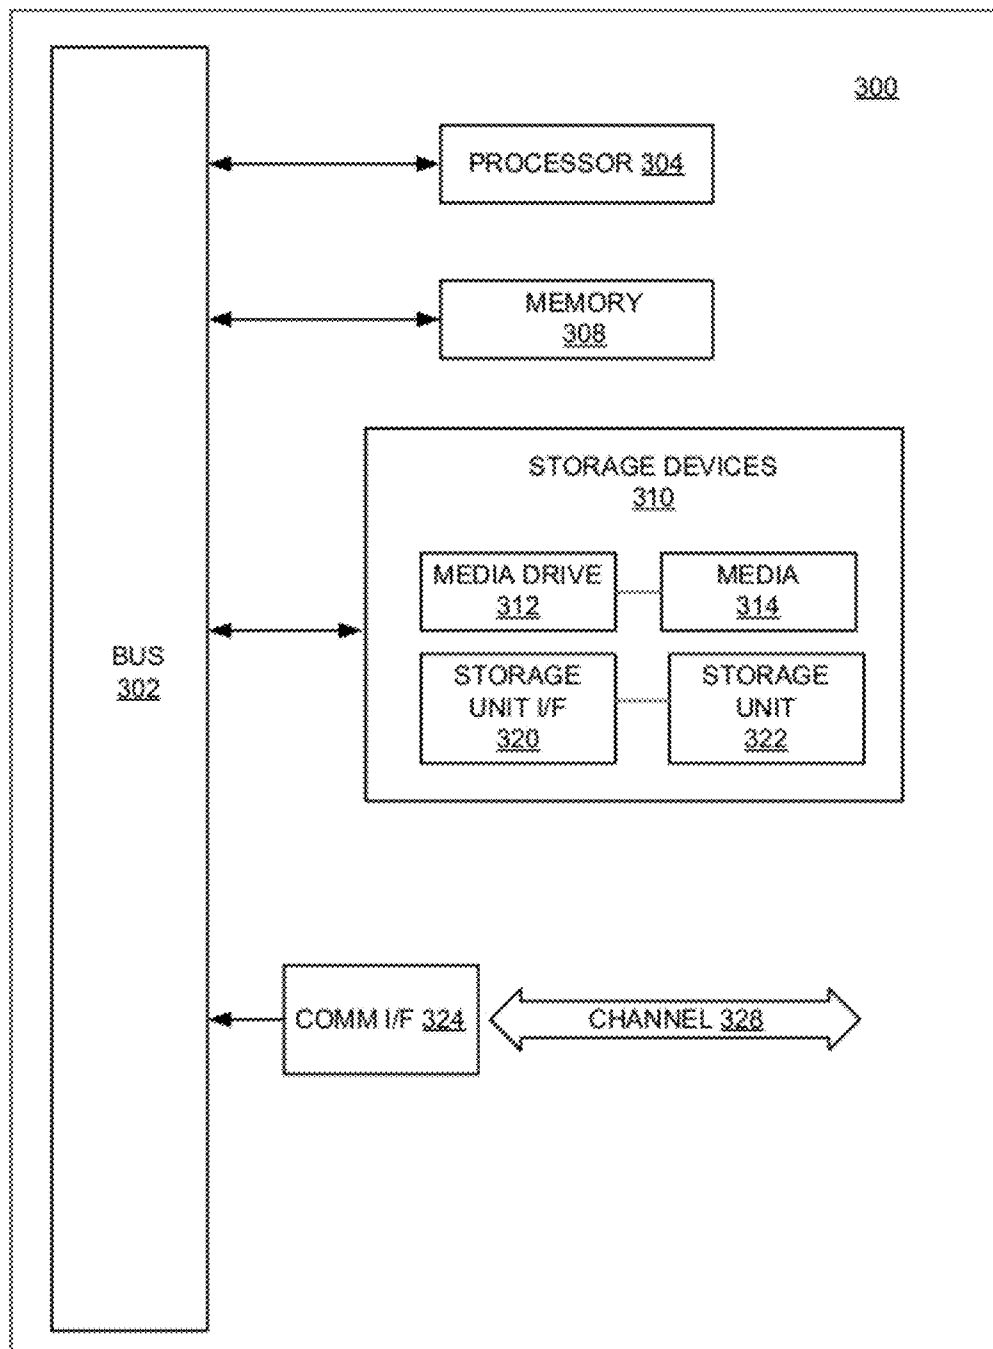 300
PROCESSOR 304
MEMORY
308
STORAGE DEVICES
310
MEDIA DRIVE
312
MEDIA
314
BUS
302
STORAGE
UNIT I/F
320
STORAGE
UNIT
322
COMM I/F 324
CHANNEL 328